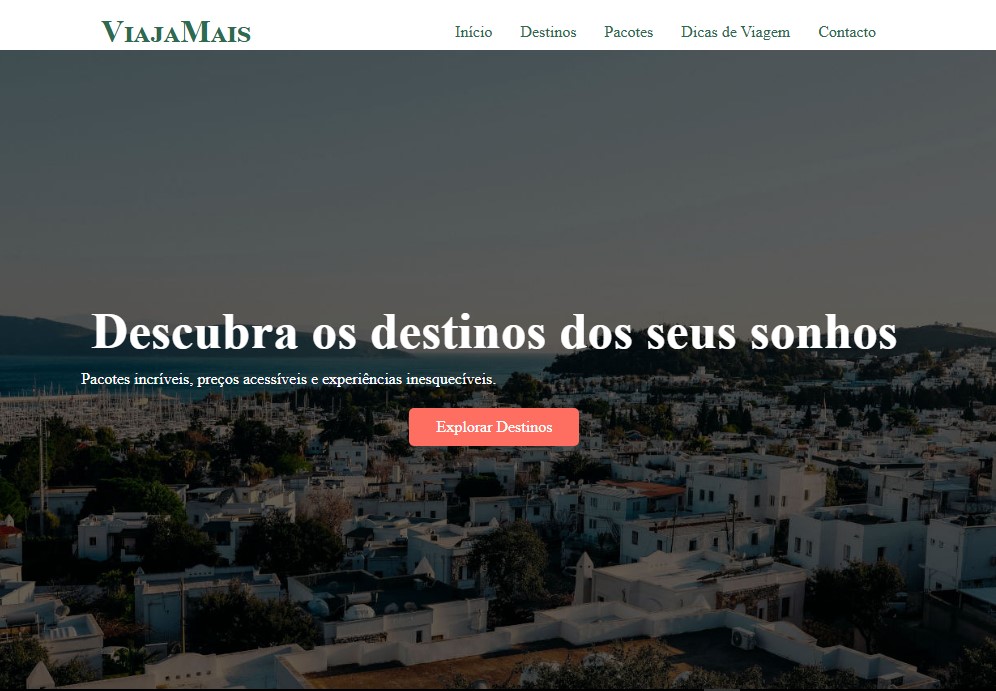 ViajaMais
Início Destinos Pacotes Dicas de Viagem Contacto
Descubra os destinos dos seus sonhos
Pacotes incríveis, preços acessíveis e experiências inesquecíveis.
Explorar Destinos